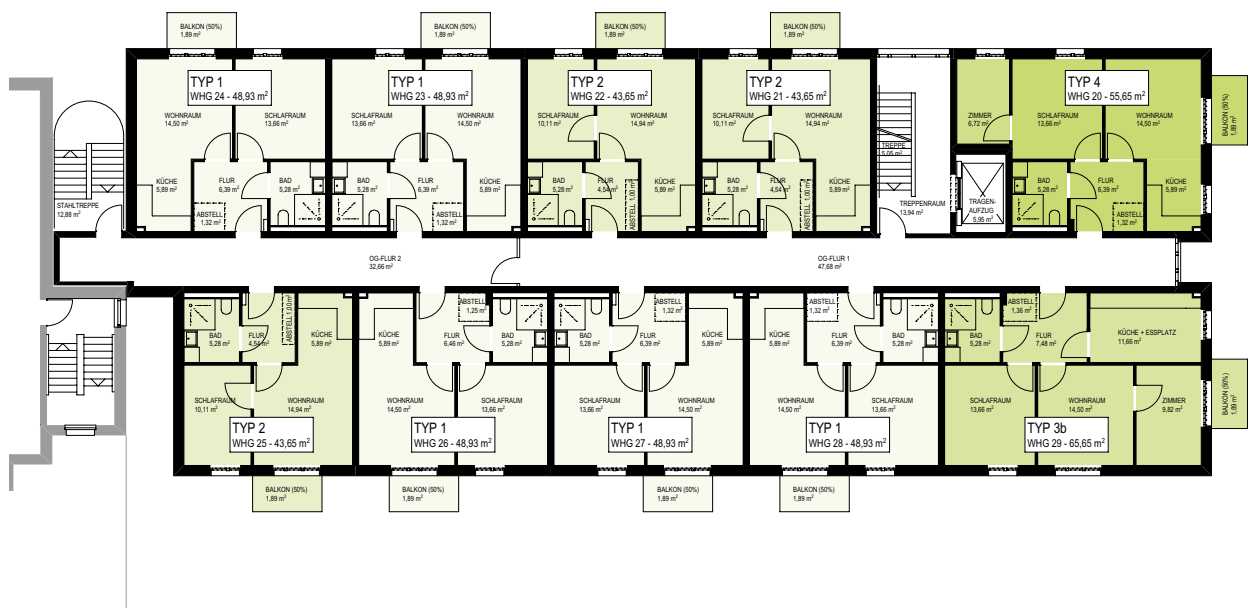 BALKON (50%)
1,89 m²
BALKON (50%)
1,89 m²
BALKON (50%)
1,89 m²
BALKON (50%)
1,89 m²
TYP 1
WHG 24 - 48,93 m²
WOHNRAUM
14,50 m²
SCHLAFRAUM
13,66 m²
KÜCHE
5,89 m²
FLUR
6,39 m²
BAD
5,28 m²
ABSTELL
1,32 m²
TYP 1
WHG 23 - 48,93 m²
SCHLAFRAUM
13,66 m²
WOHNRAUM
14,50 m²
BAD
5,28 m²
FLUR
6,39 m²
KÜCHE
5,89 m²
ABSTELL
1,32 m²
TYP 2
WHG 22 - 43,65 m²
SCHLAFRAUM
10,11 m²
WOHNRAUM
14,94 m²
BAD
5,28 m²
FLUR
4,54 m²
ABSTELL 1,00 m²
KÜCHE
5,89 m²
TYP 2
WHG 21 - 43,65 m²
SCHLAFRAUM
10,11 m²
WOHNRAUM
14,94 m²
BAD
5,28 m²
FLUR
4,54 m²
ABSTELL 1,00 m²
KÜCHE
5,89 m²
TREPPE
5,05 m²
TREPPENRAUM
13,94 m²
TRAGEN-
AUFZUG
5,95 m²
TYP 4
WHG 20 - 55,65 m²
ZIMMER
6,72 m²
SCHLAFRAUM
13,66 m²
WOHNRAUM
14,50 m²
BAD
5,28 m²
FLUR
6,39 m²
KÜCHE
5,89 m²
ABSTELL
1,32 m²
BALKON (50%)
1,89 m²
STAHLTREPPE
12,88 m²
OG-FLUR 2
32,66 m²
OG-FLUR 1
47,68 m²
BAD
5,28 m²
FLUR
4,54 m²
ABSTELL 1,00 m²
KÜCHE
5,89 m²
SCHLAFRAUM
10,11 m²
WOHNRAUM
14,94 m²
TYP 2
WHG 25 - 43,65 m²
KÜCHE
5,89 m²
FLUR
6,46 m²
ABSTELL
1,25 m²
BAD
5,28 m²
WOHNRAUM
14,50 m²
SCHLAFRAUM
13,66 m²
TYP 1
WHG 26 - 48,93 m²
BAD
5,28 m²
FLUR
6,39 m²
ABSTELL
1,32 m²
KÜCHE
5,89 m²
SCHLAFRAUM
13,66 m²
WOHNRAUM
14,50 m²
TYP 1
WHG 27 - 48,93 m²
KÜCHE
5,89 m²
ABSTELL
1,32 m²
FLUR
6,39 m²
BAD
5,28 m²
WOHNRAUM
14,50 m²
SCHLAFRAUM
13,66 m²
TYP 1
WHG 28 - 48,93 m²
BAD
5,28 m²
ABSTELL
1,36 m²
FLUR
7,48 m²
KÜCHE + ESSPLATZ
11,66 m²
SCHLAFRAUM
13,66 m²
WOHNRAUM
14,50 m²
ZIMMER
9,82 m²
TYP 3b
WHG 29 - 65,65 m²
BALKON (50%)
1,89 m²
BALKON (50%)
1,89 m²
BALKON (50%)
1,89 m²
BALKON (50%)
1,89 m²
BALKON (50%)
1,89 m²